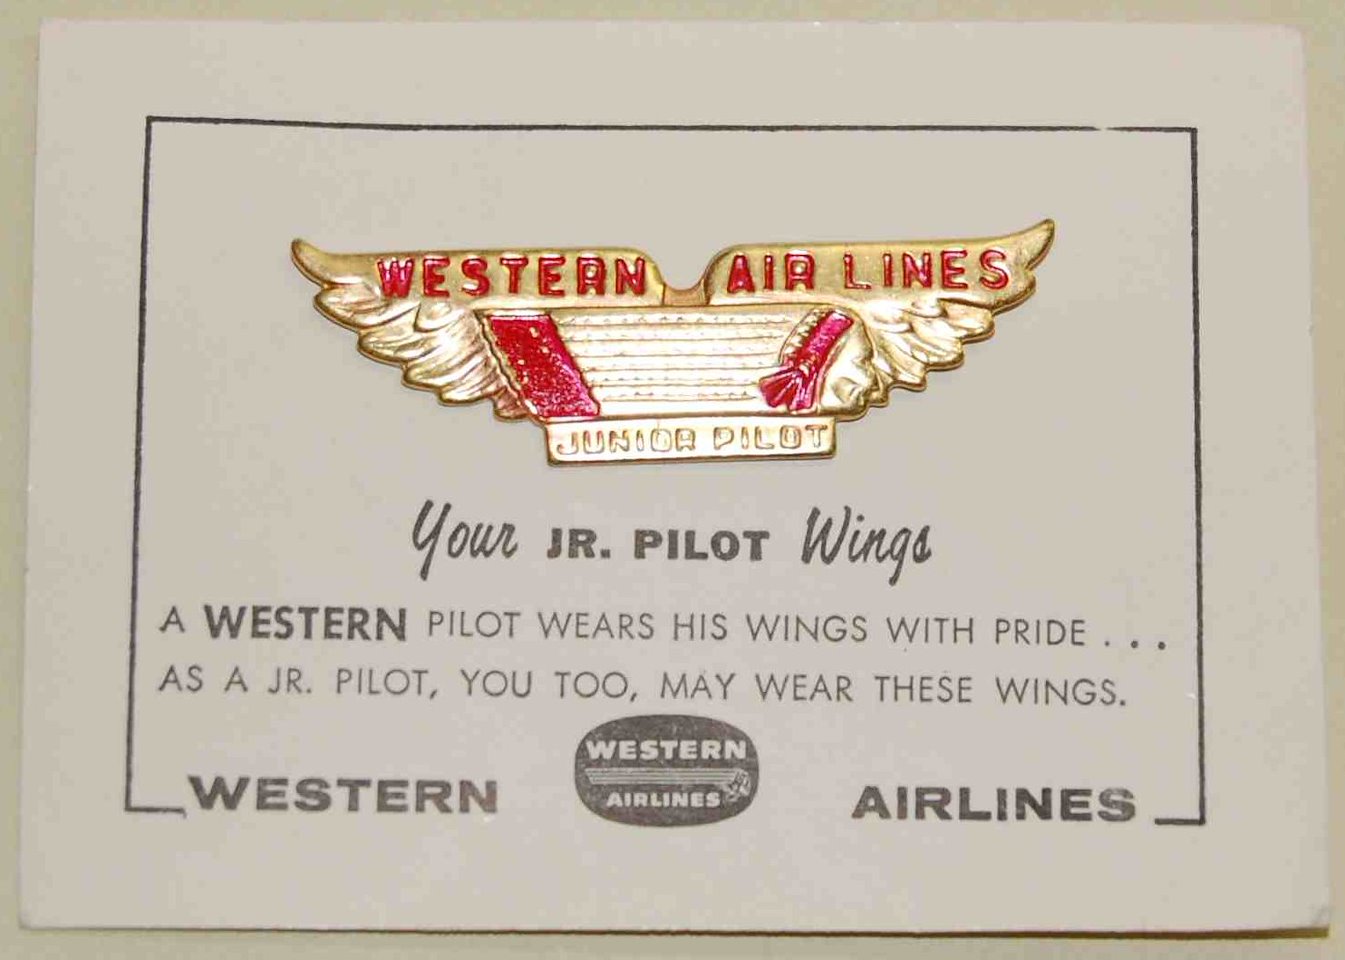 WESTERN AIR LINES
JUNIOR PILOT
Your JR. PILOT Wings
A WESTERN PILOT WEARS HIS WINGS WITH PRIDE . . .
AS A JR. PILOT, YOU TOO, MAY WEAR THESE WINGS.
WESTERN
AIRLINES
WESTERN AIRLINES